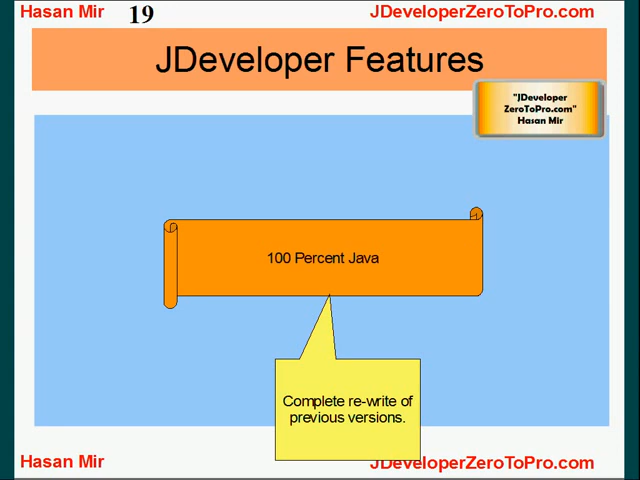 Hasan Mir 19 JDeveloperZeroToPro.com
JDeveloper Features
"JDeveloper
ZeroToPro.com"
Hasan Mir
100 Percent Java
Complete re-write of
previous versions.
Hasan Mir JDeveloperZeroToPro.com